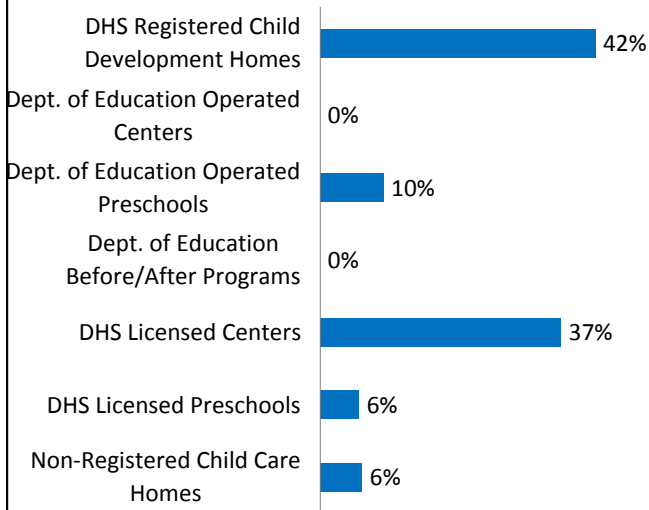 DHS Registered Child
Development Homes
42%
Dept. of Education Operated
Centers
0%
Dept. of Education Operated
Preschools
10%
Dept. of Education
Before/After Programs
0%
DHS Licensed Centers
37%
DHS Licensed Preschools
6%
Non-Registered Child Care
Homes
6%